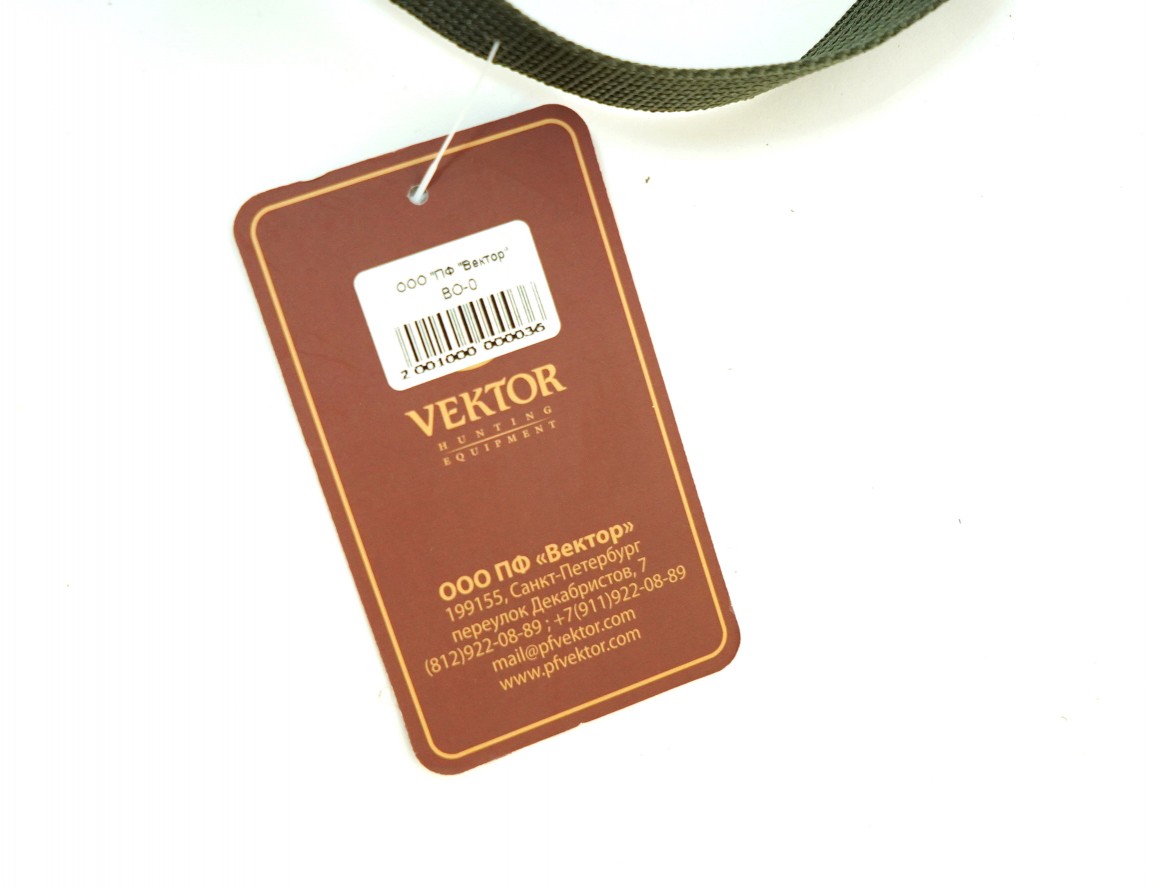 ООО "ПФ "Вектор"
ВО-0
2 001000 000036
VEKTOR
HUNTING
EQUIPMENT
ООО ПФ «Вектор»
199155, Санкт-Петербург
переулок Декабристов, 7
(812)922-08-89 ; +7(911)922-08-89
mail@pfvektor.com
www.pfvektor.com